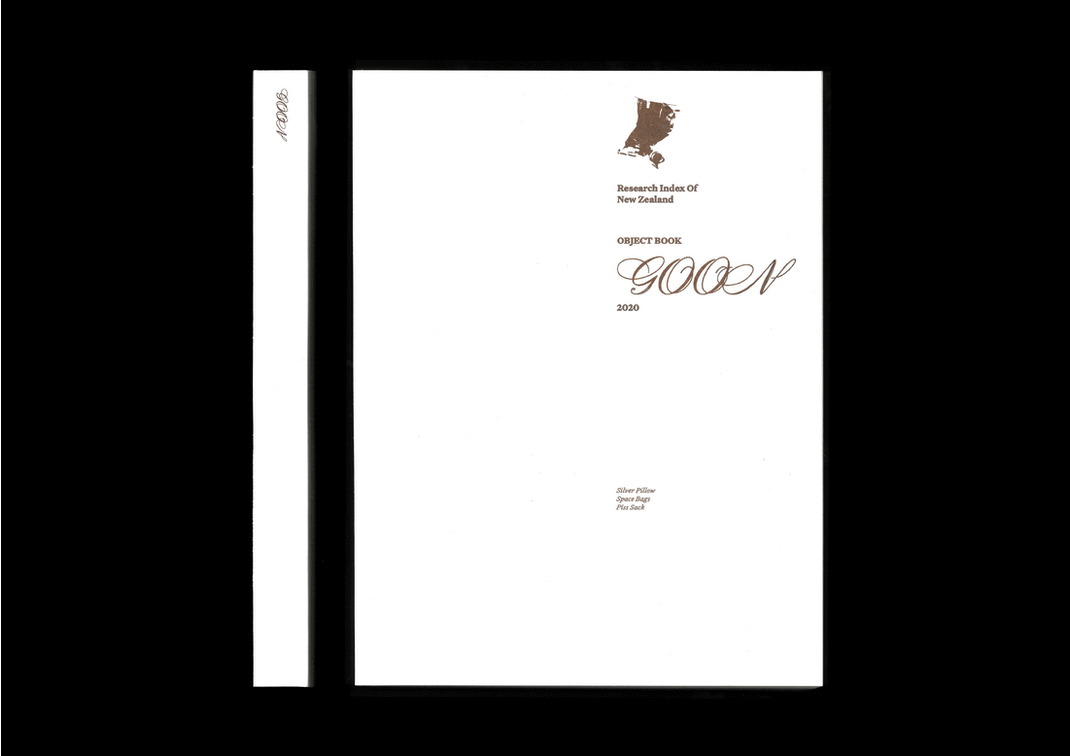 GOON
Research Index Of
New Zealand
OBJECT BOOK
GOON
2020
Silver Pillow
Space Bags
Piss Sack